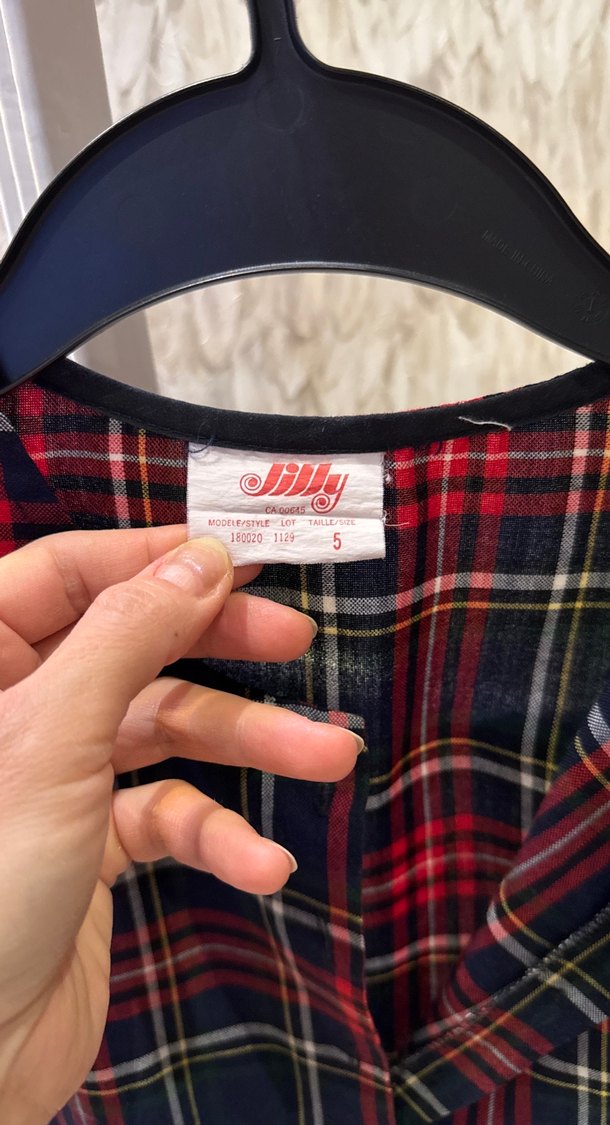 Jilly
CA 00645
MODELE/STYLE LOT TAILLE/SIZE
180020 1129 5